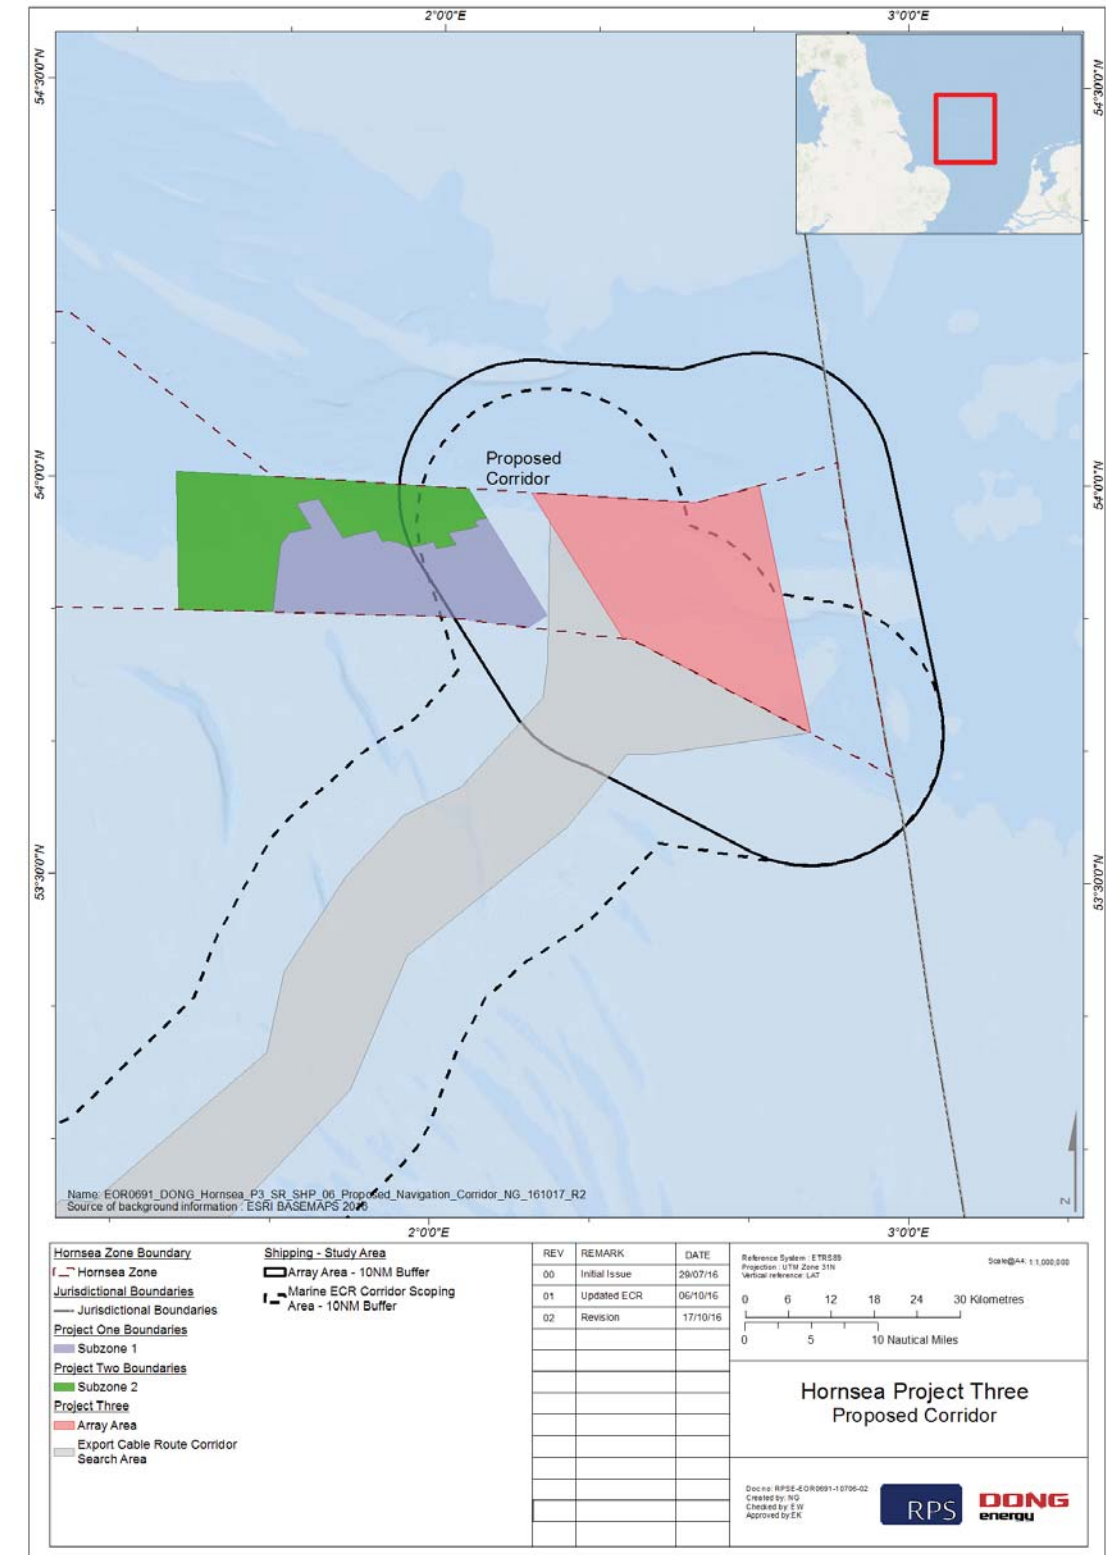 2°0'0"E
3°0'0"E
54°30'0"N
54°30'0"N
Proposed
Corridor
54°0'0"N
54°0'0"N
53°30'0"N
53°30'0"N
Name: EOR0691_DONG_Hornsea_P3_SR_SHP_06_Proposed_Navigation_Corridor_NG_161017_R2
Source of background information : ESRI BASEMAPS 2016
N
2°0'0"E
3°0'0"E
Hornsea Zone Boundary
Hornsea Zone
Jurisdictional Boundaries
Jurisdictional Boundaries
Project One Boundaries
Subzone 1
Project Two Boundaries
Subzone 2
Project Three
Array Area
Export Cable Route Corridor
Search Area
Shipping - Study Area
Array Area - 10NM Buffer
Marine ECR Corridor Scoping
Area - 10NM Buffer
REV REMARK DATE
00 Initial Issue 29/07/16
01 Updated ECR 06/10/16
02 Revision 17/10/16
Reference System : ETRS89
Projection : UTM Zone 31N
Vertical reference: LAT
Scale@A4: 1:1,000,000
0 6 12 18 24 30 Kilometres
0 5 10 Nautical Miles
Hornsea Project Three
Proposed Corridor
Doc no: RPSE-EOR0691-10706-02
Created by: NG
Checked by: EW
Approved by: EK
RPS
DONG
energy